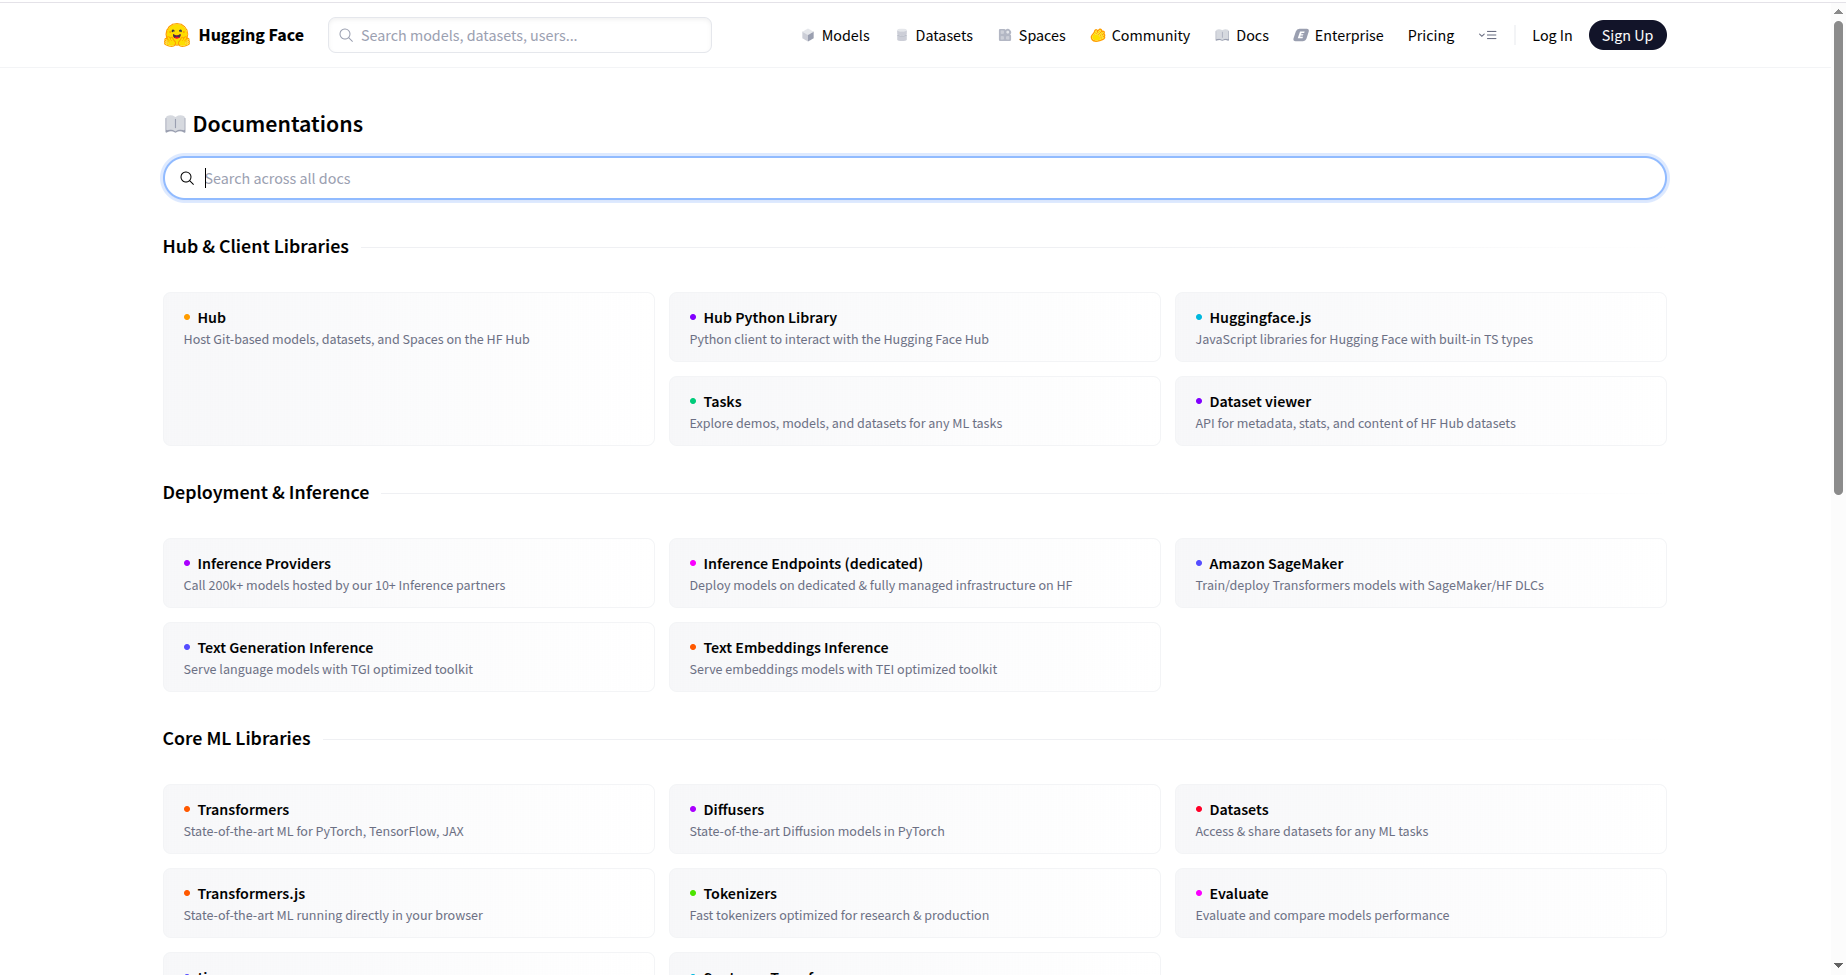 Hugging Face
Search models, datasets, users...
Models
Datasets
Spaces
Community
Docs
Enterprise
Pricing
Log In
Sign Up
Documentations
Search across all docs
Hub & Client Libraries
Hub
Host Git-based models, datasets, and Spaces on the HF Hub
Hub Python Library
Python client to interact with the Hugging Face Hub
Huggingface.js
JavaScript libraries for Hugging Face with built-in TS types
Tasks
Explore demos, models, and datasets for any ML tasks
Dataset viewer
API for metadata, stats, and content of HF Hub datasets
Deployment & Inference
Inference Providers
Call 200k+ models hosted by our 10+ Inference partners
Inference Endpoints (dedicated)
Deploy models on dedicated & fully managed infrastructure on HF
Amazon SageMaker
Train/deploy Transformers models with SageMaker/HF DLCs
Text Generation Inference
Serve language models with TGI optimized toolkit
Text Embeddings Inference
Serve embeddings models with TEI optimized toolkit
Core ML Libraries
Transformers
State-of-the-art ML for PyTorch, TensorFlow, JAX
Diffusers
State-of-the-art Diffusion models in PyTorch
Datasets
Access & share datasets for any ML tasks
Transformers.js
State-of-the-art ML running directly in your browser
Tokenizers
Fast tokenizers optimized for research & production
Evaluate
Evaluate and compare models performance